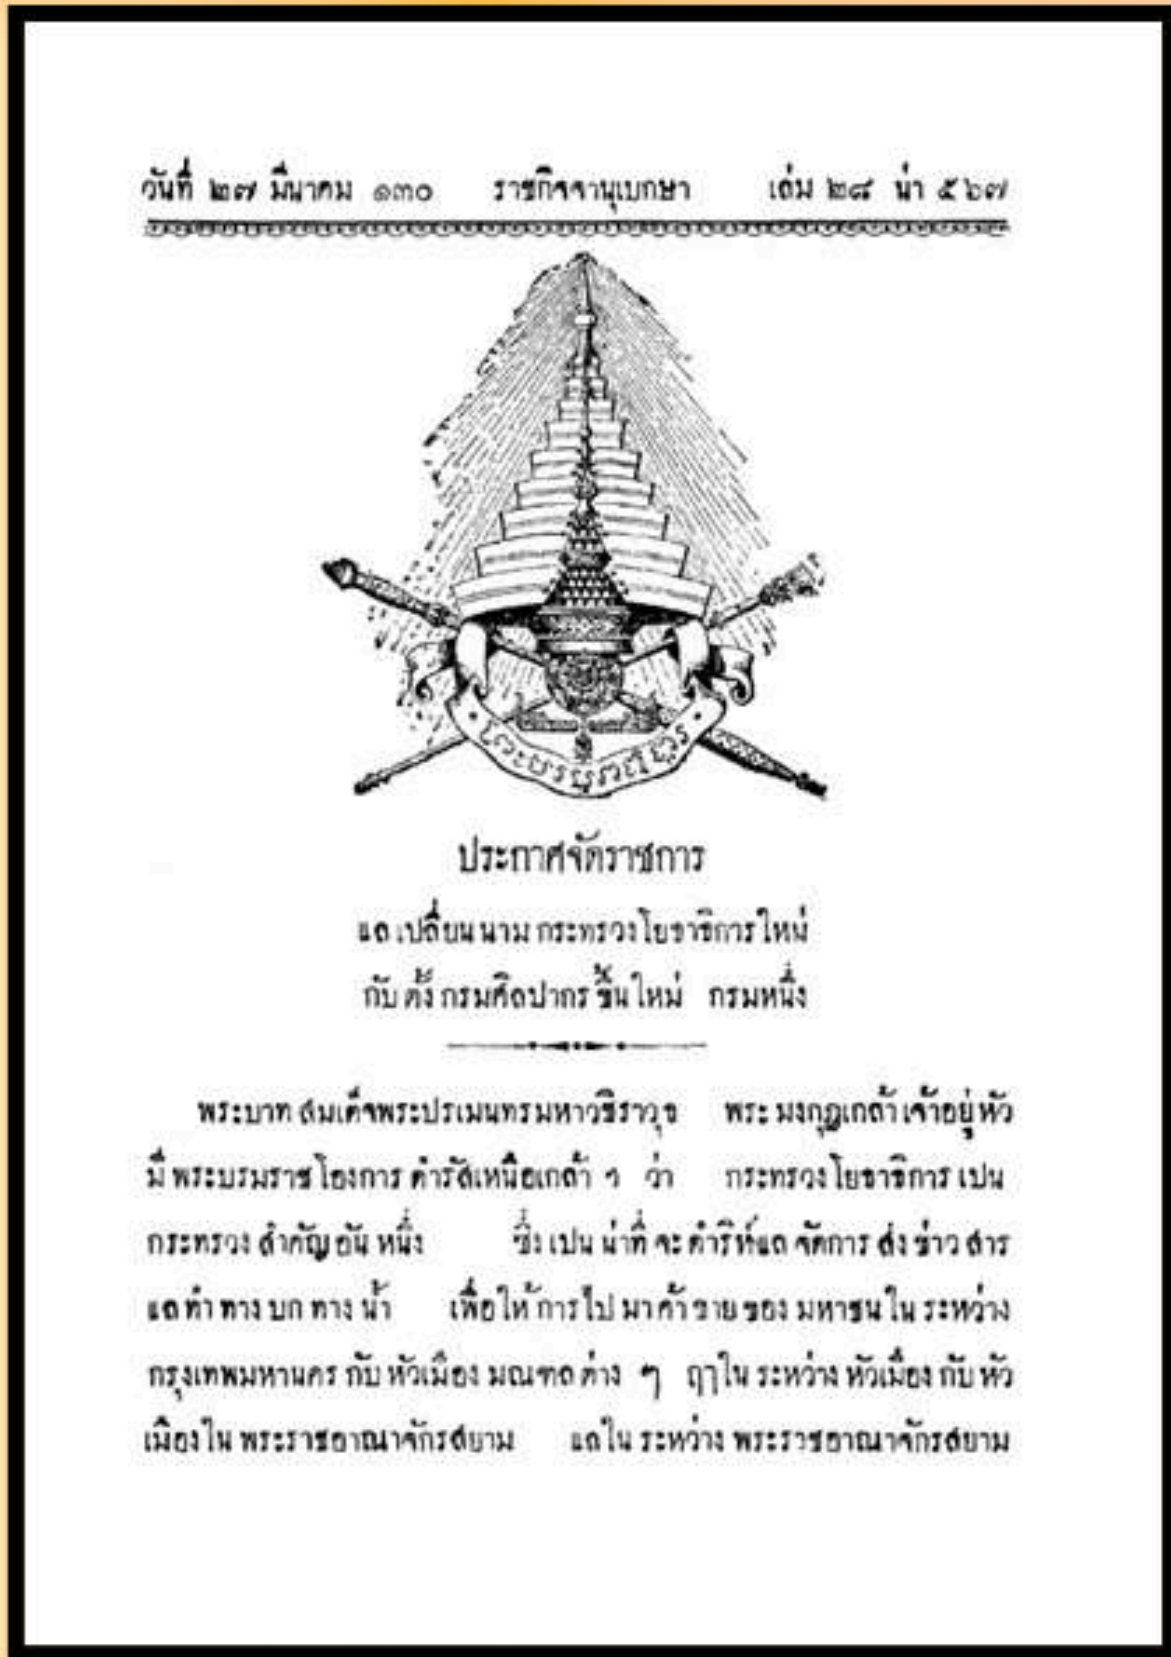 วันที่ ๒๗ มีนาคม ๑๓๐ ราชกิจจานุเบกษา เล่ม ๒๘ น่า ๕๖๗
ประกาศจัดราชการ
แลเปลี่ยนนามกระทรวงโยธาธิการใหม่
กับตั้งกรมศิลปากรขึ้นใหม่ กรมหนึ่ง
พระบาทสมเด็จพระปรเมนทรมหาวชิราวุธ พระมงกุฎเกล้าเจ้าอยู่หัว
มีพระบรมราชโองการดำรัสเหนือเกล้า ฯ ว่า กระทรวงโยธาธิการเปน
กระทรวงสำคัญอันหนึ่ง ซึ่งเปนน่าที่จะดำริห์แลจัดการส่งข่าวสาร
แลทำทางบกทางน้ำ เพื่อให้การไปมาค้าขายของมหาชนในระหว่าง
กรุงเทพมหานครกับหัวเมืองมณฑลต่าง ๆ ฤๅในระหว่างหัวเมืองกับหัว
เมืองในพระราชอาณาจักรสยาม แลในระหว่างพระราชอาณาจักรสยาม